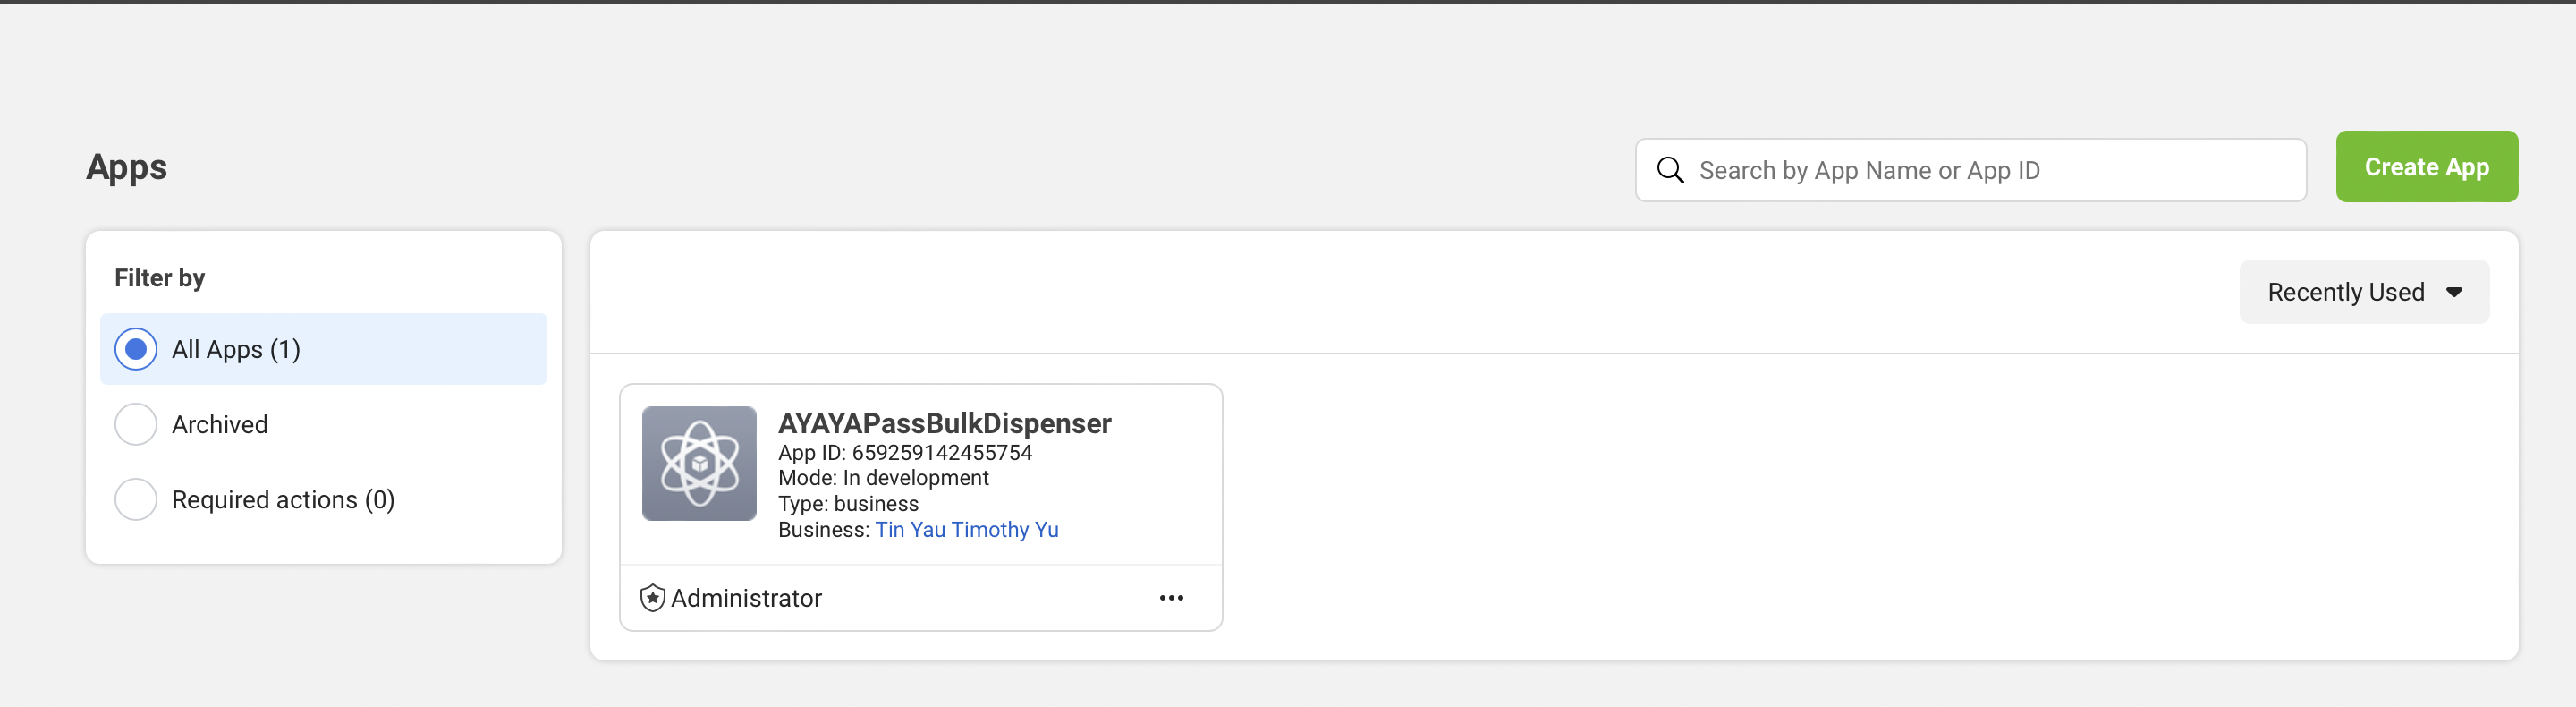 Apps
Search by App Name or App ID
Create App
Filter by
All Apps (1)
Archived
Required actions (0)
Recently Used
AYAYAPassBulkDispenser
App ID: 659259142455754
Mode: In development
Type: business
Business: Tin Yau Timothy Yu
Administrator